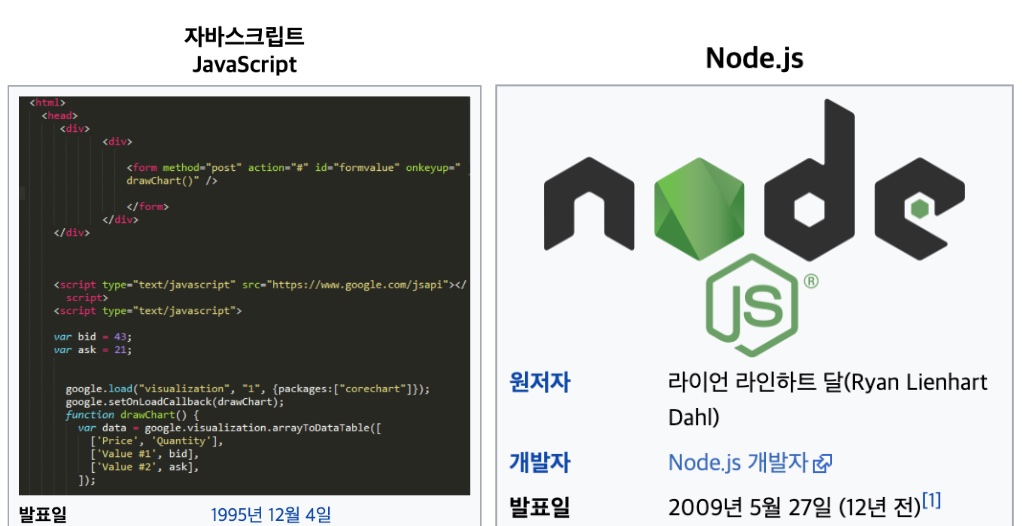 자바스크립트
JavaScript
<html>
<head>
<div>
<div>
<form method="post" action="#" id="formvalue" onkeyup="
drawChart()" />
</form>
</div>
</div>
<script type="text/javascript" src="https://www.google.com/jsapi"></
script>
<script type="text/javascript">
var bid = 43;
var ask = 21;
google.load("visualization", "1", {packages:["corechart"]});
google.setOnLoadCallback(drawChart);
function drawChart() {
var data = google.visualization.arrayToDataTable([
['Price', 'Quantity'],
['Value #1', bid],
['Value #2', ask],
]);
발표일 1995년 12월 4일
Node.js
node
JS®
원저자 라이언 라인하트 달(Ryan Lienhart
Dahl)
개발자 Node.js 개발자
발표일 2009년 5월 27일 (12년 전)[1]